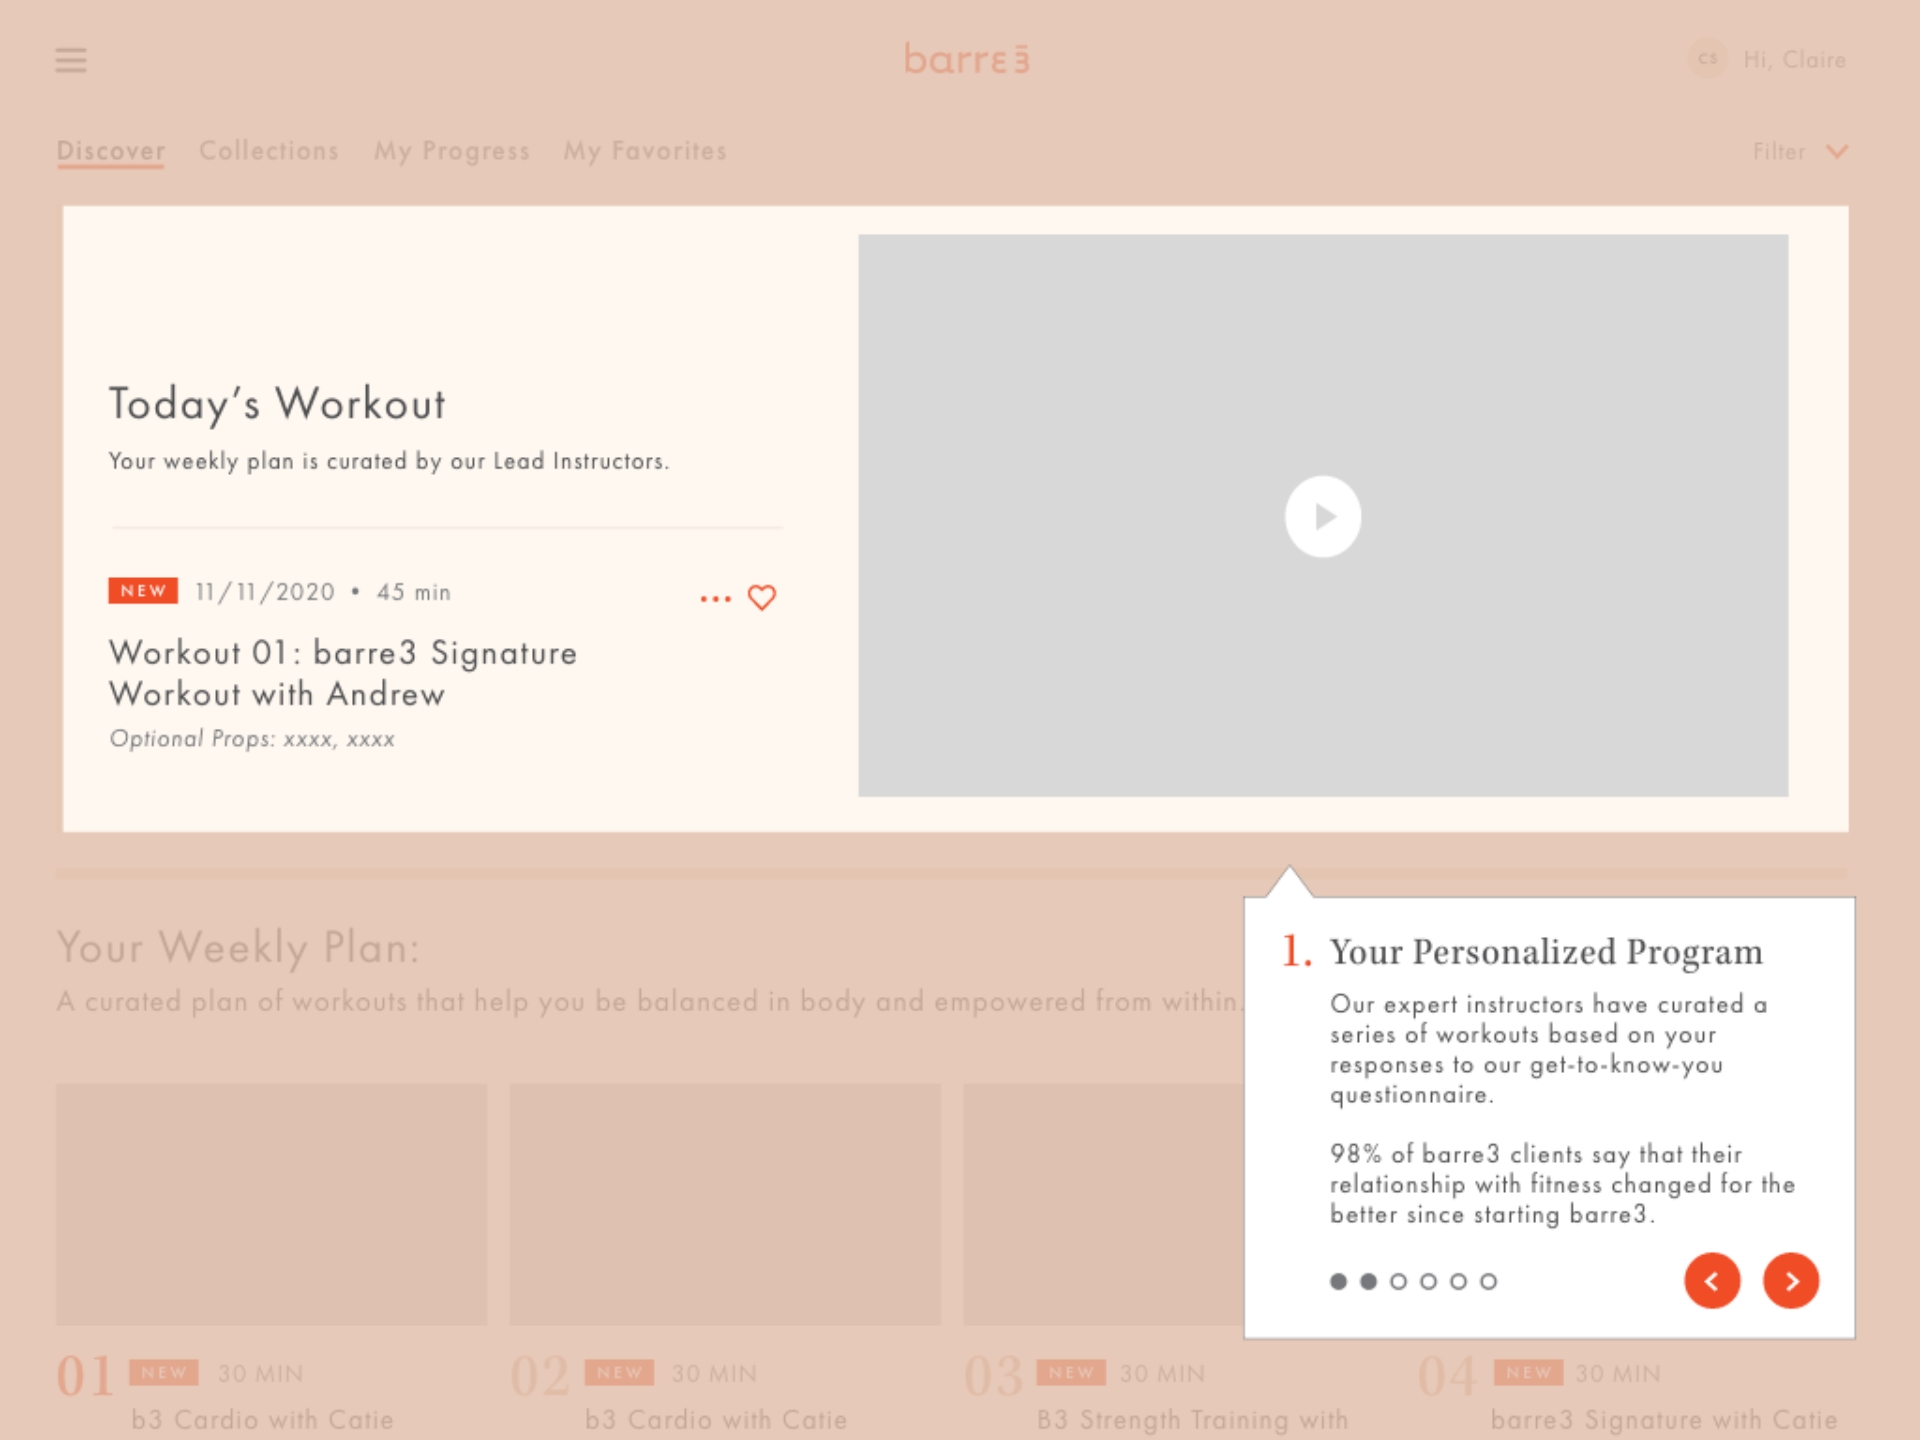 barre3
CS Hi, Claire
Discover Collections My Progress My Favorites
Filter
Today’s Workout
Your weekly plan is curated by our Lead Instructors.
NEW 11/11/2020 • 45 min
Workout 01: barre3 Signature
Workout with Andrew
Optional Props: xxxx, xxxx
Your Weekly Plan:
A curated plan of workouts that help you be balanced in body and empowered from within.
1. Your Personalized Program
Our expert instructors have curated a
series of workouts based on your
responses to our get-to-know-you
questionnaire.
98% of barre3 clients say that their
relationship with fitness changed for the
better since starting barre3.
01 NEW 30 MIN
b3 Cardio with Catie
02 NEW 30 MIN
b3 Cardio with Catie
03 NEW 30 MIN
B3 Strength Training with
04 NEW 30 MIN
barre3 Signature with Catie